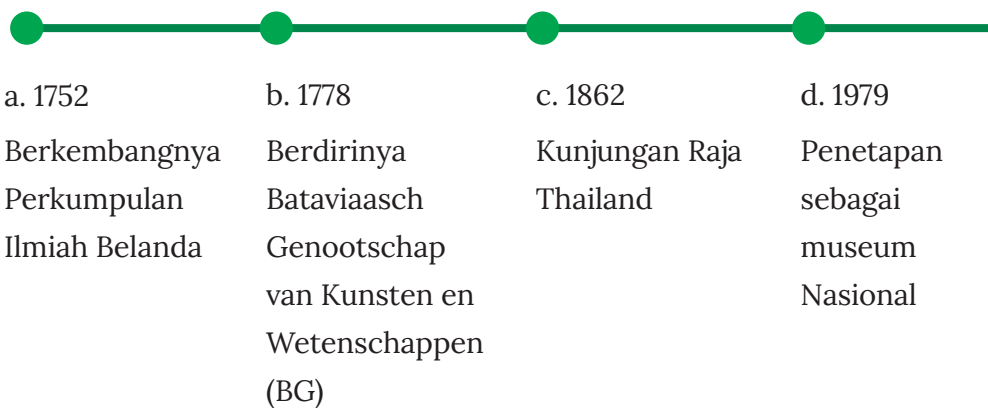 a. 1752
Berkembangnya
Perkumpulan
Ilmiah Belanda
b. 1778
Berdirinya
Bataviaasch
Genootschap
van Kunsten en
Wetenschappen
(BG)
c. 1862
Kunjungan Raja
Thailand
d. 1979
Penetapan
sebagai
museum
Nasional